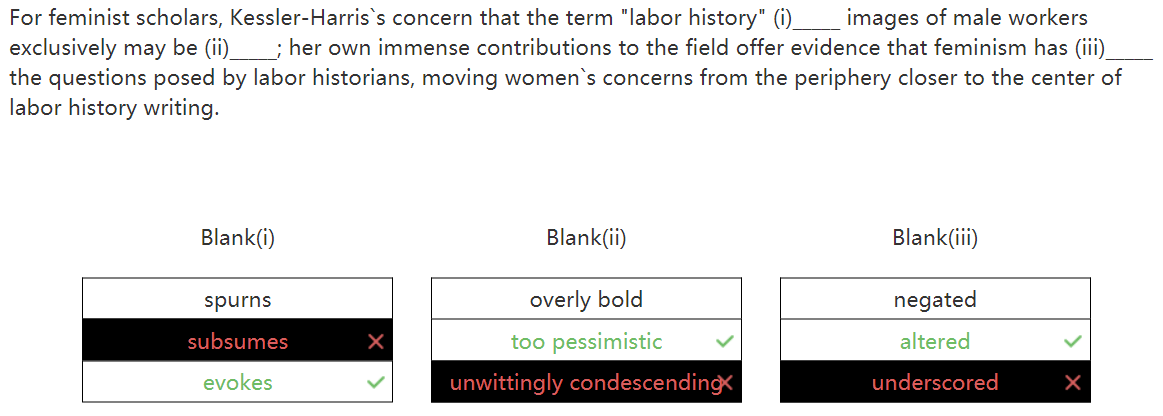 For feminist scholars, Kessler-Harris`s concern that the term "labor history" (i)_____ images of male workers
exclusively may be (ii)_____; her own immense contributions to the field offer evidence that feminism has (iii)_____
the questions posed by labor historians, moving women`s concerns from the periphery closer to the center of
labor history writing.
Blank(i) Blank(ii) Blank(iii)
spurns overly bold negated
subsumes too pessimistic altered
evokes unwittingly condescending underscored